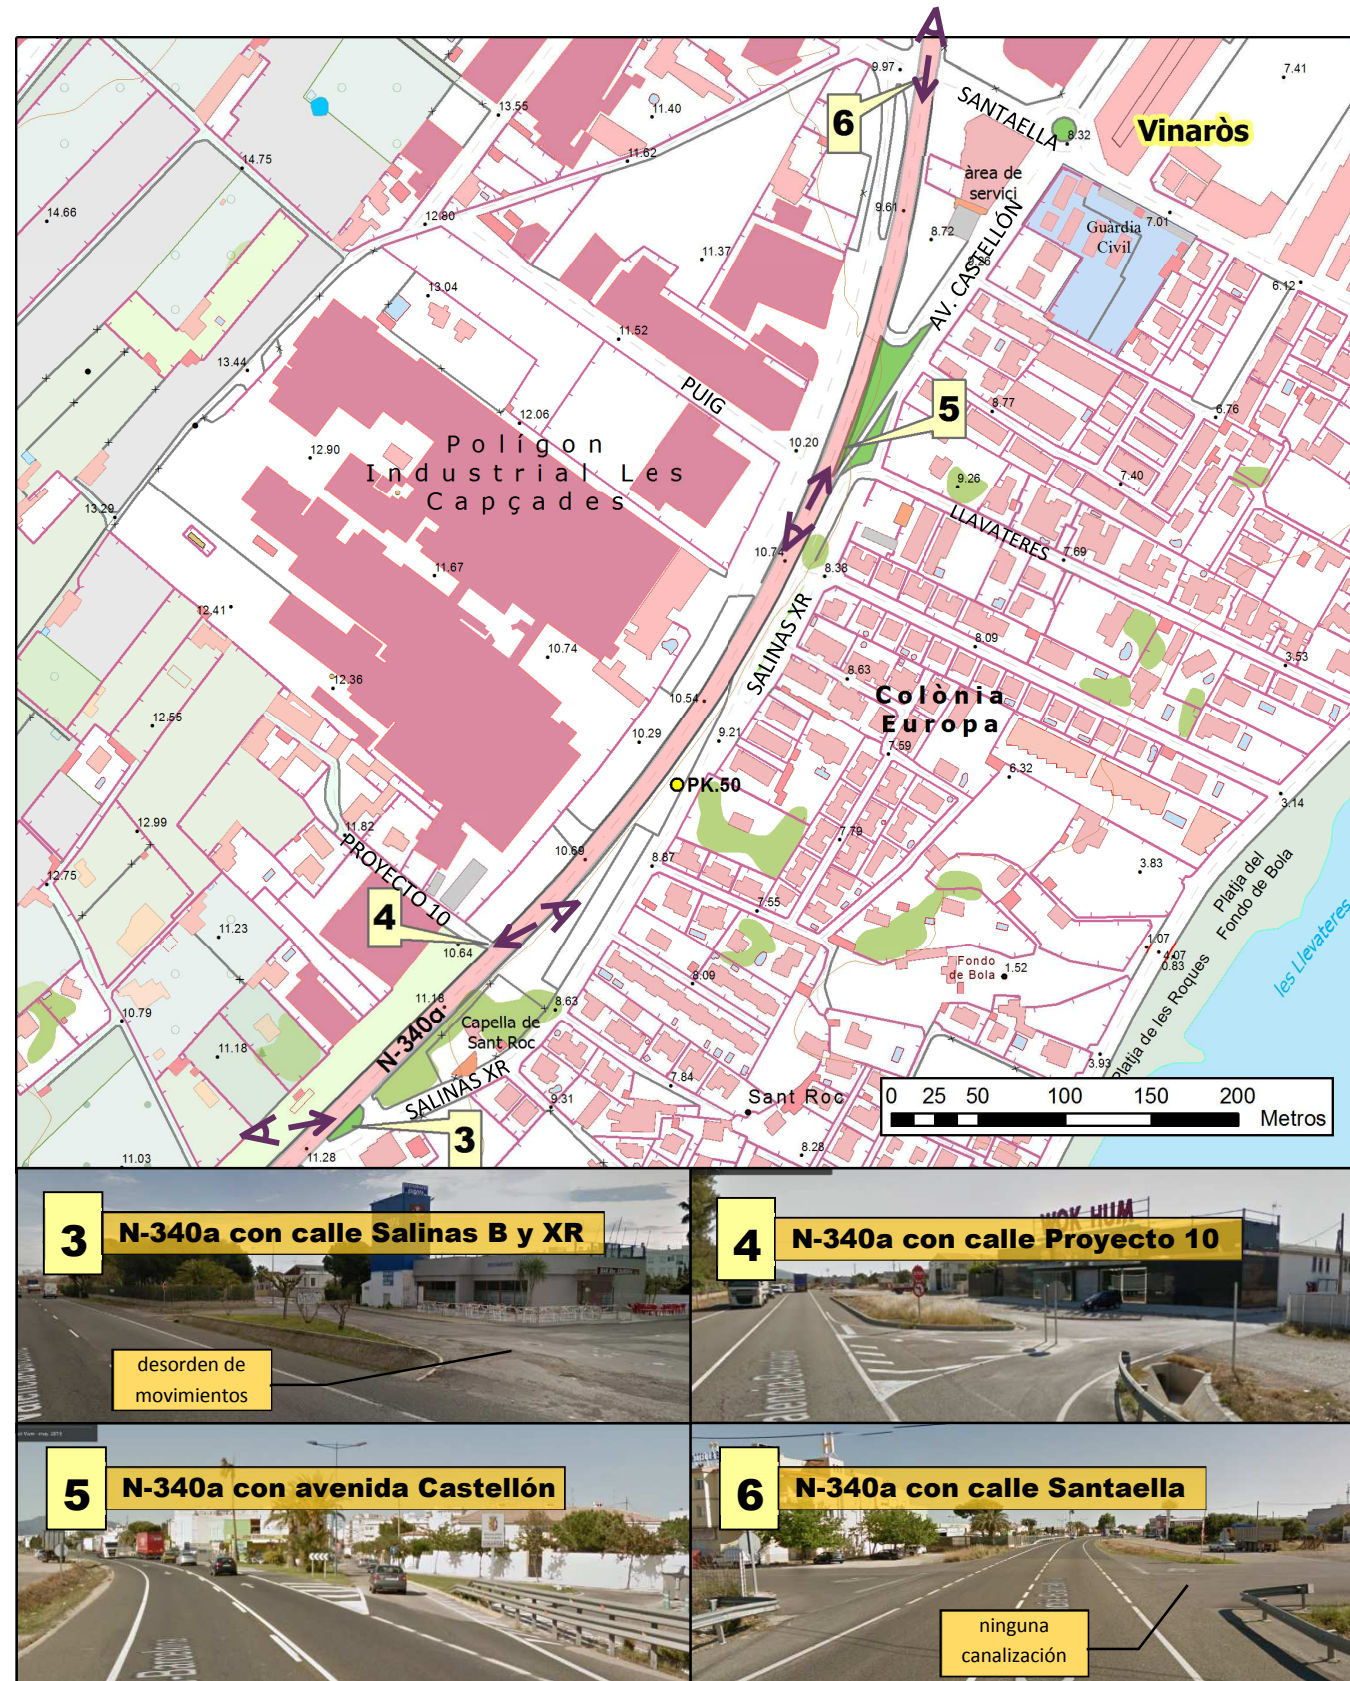 9.97
7.41
SANTAELLA
13.55
11.40
6
Vinaròs
8.32
11.62
14.75
àrea de
servici
14.66
12.80
9.61
8.72
7.01
Guàrdia
Civil
11.37
9.26
AV. CASTELLÓN
13.04
6.12
11.52
13.44
PUIG
12.06
8.77
5
6.76
10.20
Polígon
Industrial Les
Capçades
12.90
9.26
7.40
13.29
LLAVATERES
10.74
7.69
11.67
8.38
12.41
SALINAS XR
8.09
10.74
3.53
12.36
8.63
Colònia
Europa
10.54
12.55
10.29
9.21
7.59
6.32
PK.50
3.14
12.99
11.82
PROYECTO 10
7.79
10.69
8.87
3.83
12.75
Platja del
Fondo de Bola
les Llevateres
4
7.55
11.23
10.64
1.07
4.07
0.83
Fondo
de Bola
1.52
8.09
Platja de les Roques
11.18
N-340a
8.63
10.79
Capella de
Sant Roc
11.18
3.93
SALINAS XR
7.84
9.31
Sant Roc
0 25 50 100 150 200
Metros
3
11.03
11.28
8.28
3
N-340a con calle Salinas B y XR
desorden de
movimientos
4
N-340a con calle Proyecto 10
WOK HUM
5
N-340a con avenida Castellón
6
N-340a con calle Santaella
ninguna
canalización